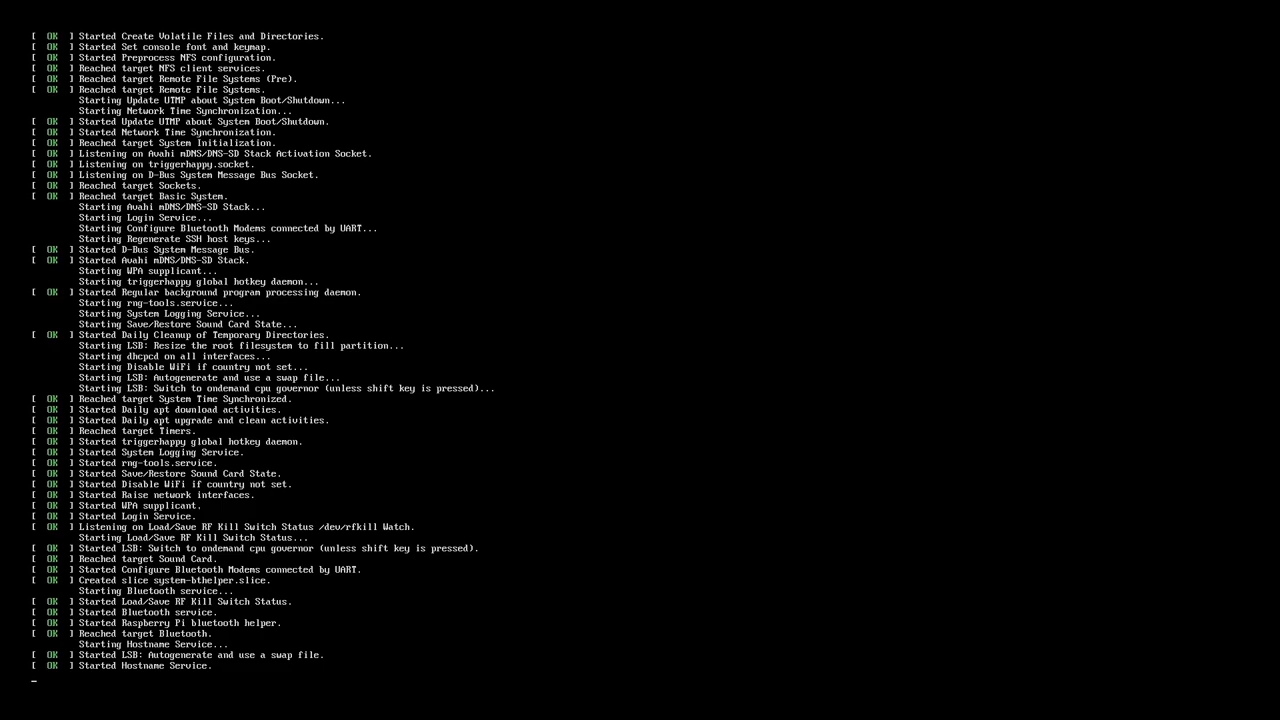 [  OK  ] Started Create Volatile Files and Directories.
[  OK  ] Started Set console font and keymap.
[  OK  ] Started Preprocess NFS configuration.
[  OK  ] Reached target NFS client services.
[  OK  ] Reached target Remote File Systems (Pre).
[  OK  ] Reached target Remote File Systems.
Starting Update UTMP about System Boot/Shutdown...
Starting Network Time Synchronization...
[  OK  ] Started Update UTMP about System Boot/Shutdown.
[  OK  ] Started Network Time Synchronization.
[  OK  ] Reached target System Initialization.
[  OK  ] Listening on Avahi mDNS/DNS-SD Stack Activation Socket.
[  OK  ] Listening on triggerhappy.socket.
[  OK  ] Listening on D-Bus System Message Bus Socket.
[  OK  ] Reached target Sockets.
[  OK  ] Reached target Basic System.
Starting Avahi mDNS/DNS-SD Stack...
Starting Login Service...
Starting Configure Bluetooth Modems connected by UART...
Starting Regenerate SSH host keys...
[  OK  ] Started D-Bus System Message Bus.
[  OK  ] Started Avahi mDNS/DNS-SD Stack.
Starting WPA supplicant...
Starting triggerhappy global hotkey daemon...
[  OK  ] Started Regular background program processing daemon.
Starting rng-tools.service...
Starting System Logging Service...
Starting Save/Restore Sound Card State...
[  OK  ] Started Daily Cleanup of Temporary Directories.
Starting LSB: Resize the root filesystem to fill partition...
Starting dhcpcd on all interfaces...
Starting Disable WiFi if country not set...
Starting LSB: Autogenerate and use a swap file...
Starting LSB: Switch to ondemand cpu governor (unless shift key is pressed)...
[  OK  ] Reached target System Time Synchronized.
[  OK  ] Started Daily apt download activities.
[  OK  ] Started Daily apt upgrade and clean activities.
[  OK  ] Reached target Timers.
[  OK  ] Started triggerhappy global hotkey daemon.
[  OK  ] Started System Logging Service.
[  OK  ] Started rng-tools.service.
[  OK  ] Started Save/Restore Sound Card State.
[  OK  ] Started Disable WiFi if country not set.
[  OK  ] Started Raise network interfaces.
[  OK  ] Started WPA supplicant.
[  OK  ] Started Login Service.
[  OK  ] Listening on Load/Save RF Kill Switch Status /dev/rfkill Watch.
Starting Load/Save RF Kill Switch Status...
[  OK  ] Started LSB: Switch to ondemand cpu governor (unless shift key is pressed).
[  OK  ] Reached target Sound Card.
[  OK  ] Started Configure Bluetooth Modems connected by UART.
[  OK  ] Created slice system-bthelper.slice.
Starting Bluetooth service...
[  OK  ] Started Load/Save RF Kill Switch Status.
[  OK  ] Started Bluetooth service.
[  OK  ] Started Raspberry Pi bluetooth helper.
[  OK  ] Reached target Bluetooth.
Starting Hostname Service...
[  OK  ] Started LSB: Autogenerate and use a swap file.
[  OK  ] Started Hostname Service.